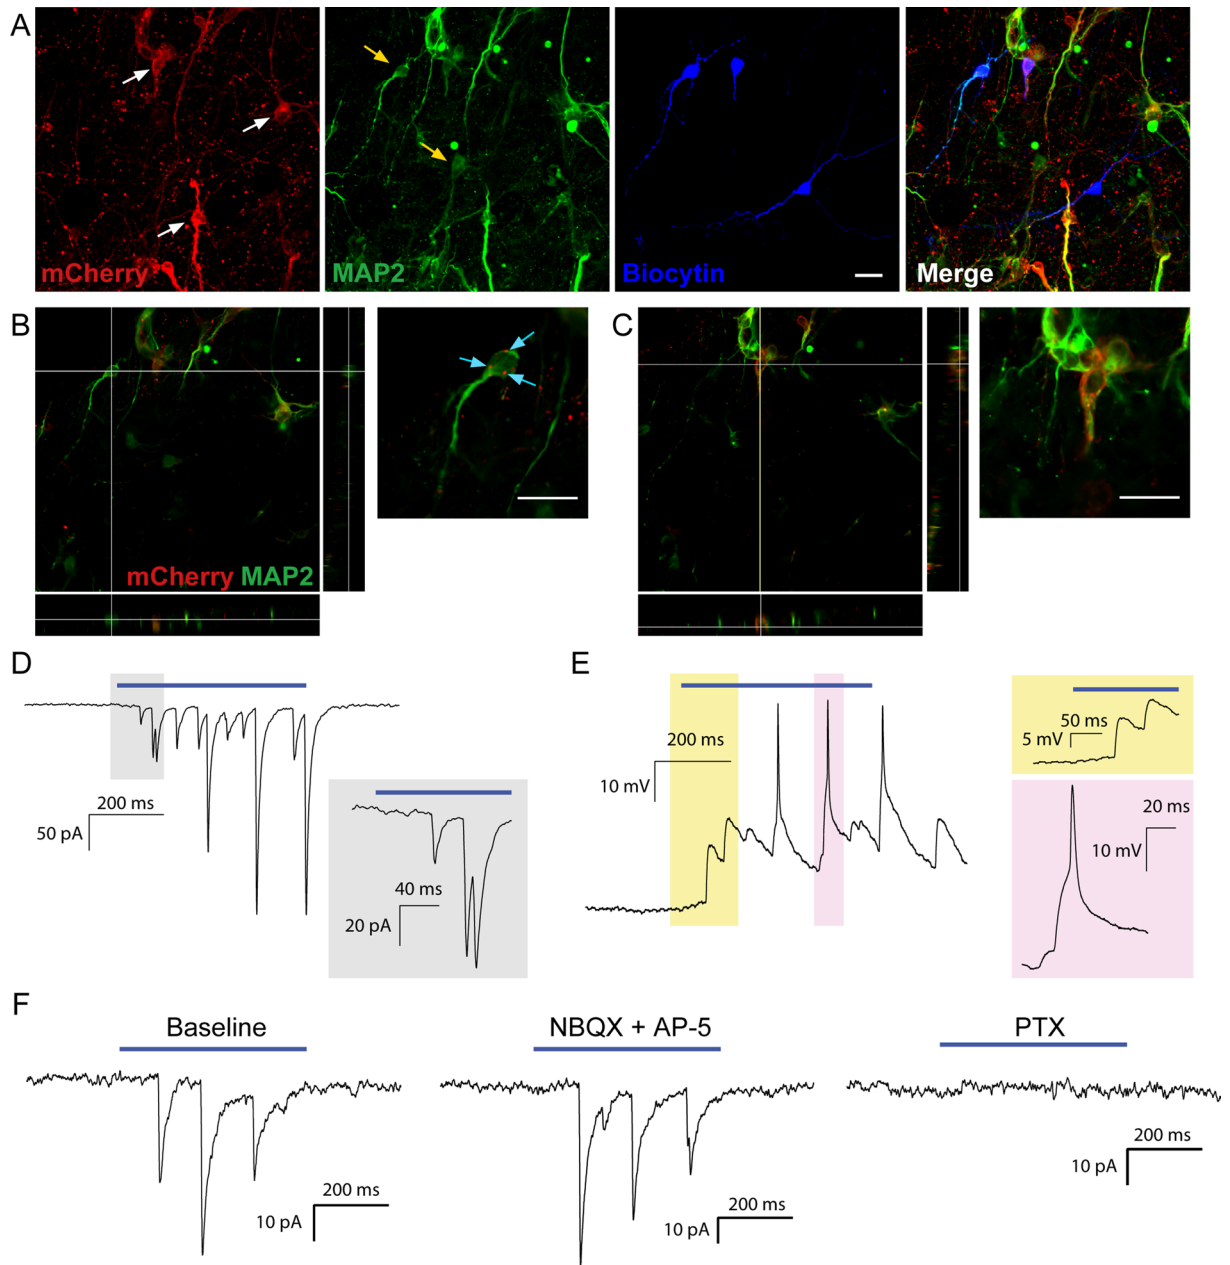 A
mCherry
MAP2
Biocytin
Merge
B
mCherry MAP2
C
D
200 ms
50 pA
40 ms
20 pA
E
200 ms
10 mV
50 ms
5 mV
20 ms
10 mV
F
Baseline
NBQX + AP-5
PTX
200 ms
10 pA
200 ms
10 pA
200 ms
10 pA